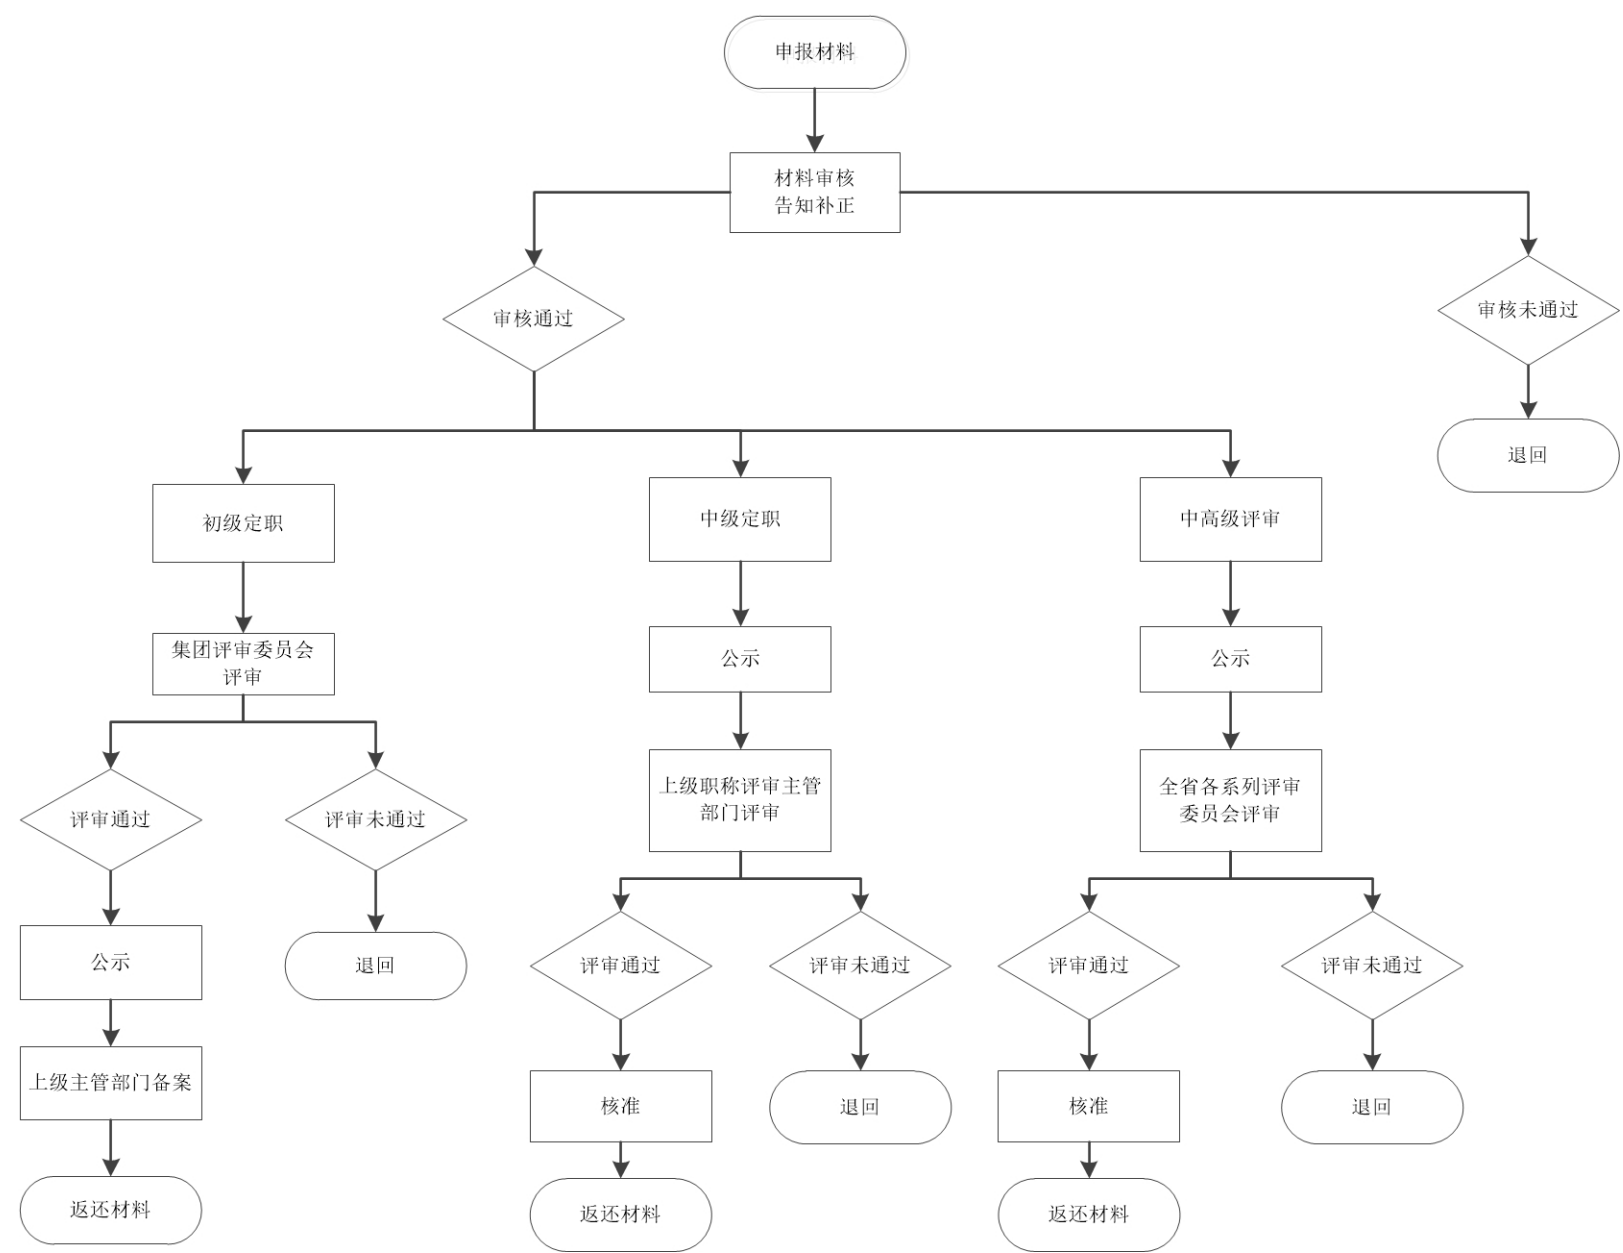 申报材料
材料审核
告知补正
审核通过
审核未通过
退回
初级定职
中级定职
中高级评审
集团评审委员会
评审
公示
公示
上级职称评审主管
部门评审
全省各系列评审
委员会评审
评审通过
评审未通过
公示
退回
评审通过
评审未通过
评审通过
评审未通过
上级主管部门备案
核准
退回
核准
退回
返还材料
返还材料
返还材料